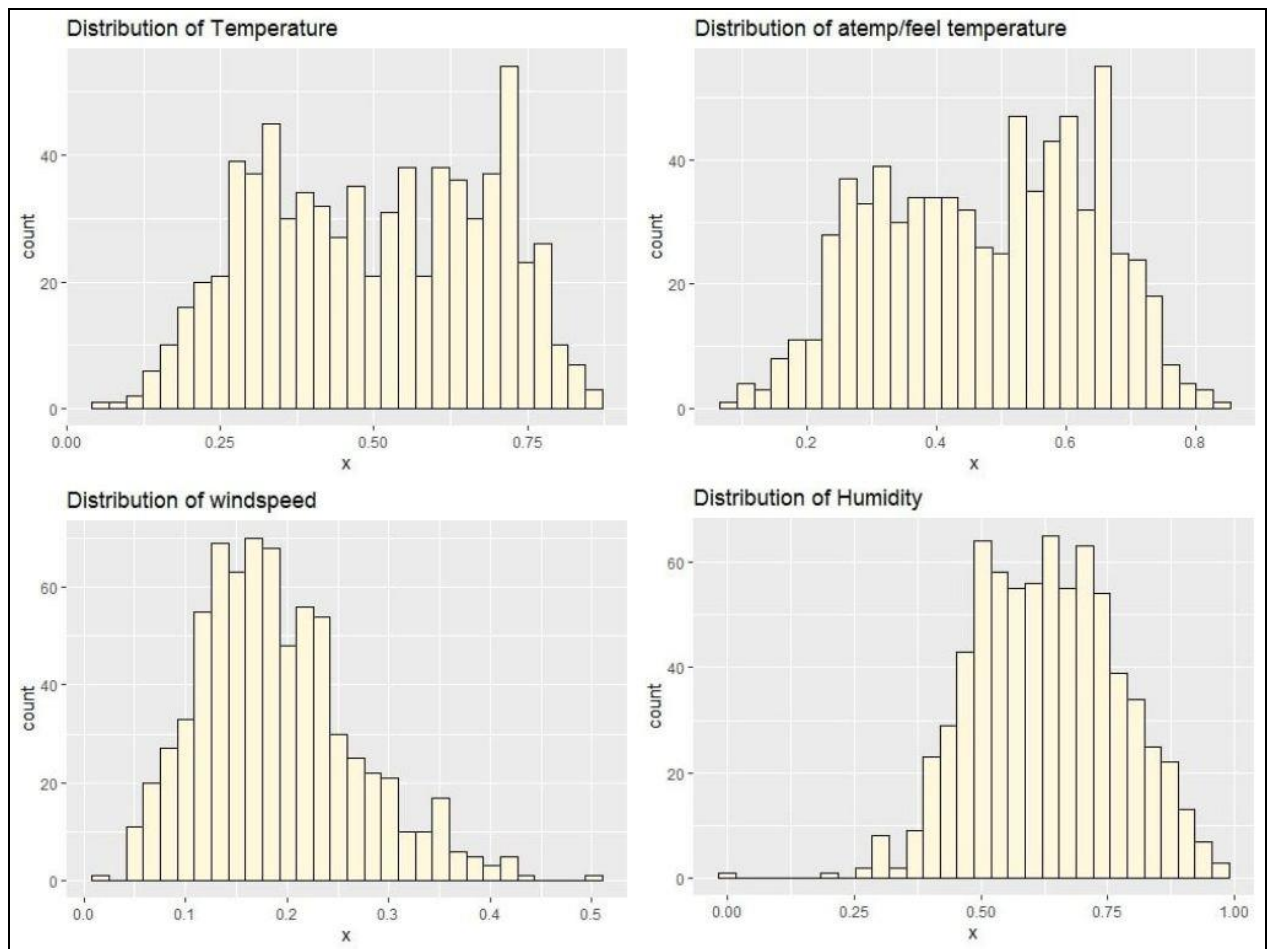 Distribution of Temperature
count
40
20
0
0.00 0.25 0.50 0.75
x
Distribution of atemp/feel temperature
count
40
20
0
0.2 0.4 0.6 0.8
x
Distribution of windspeed
count
60
40
20
0
0.0 0.1 0.2 0.3 0.4 0.5
x
Distribution of Humidity
count
60
40
20
0
0.00 0.25 0.50 0.75 1.00
x